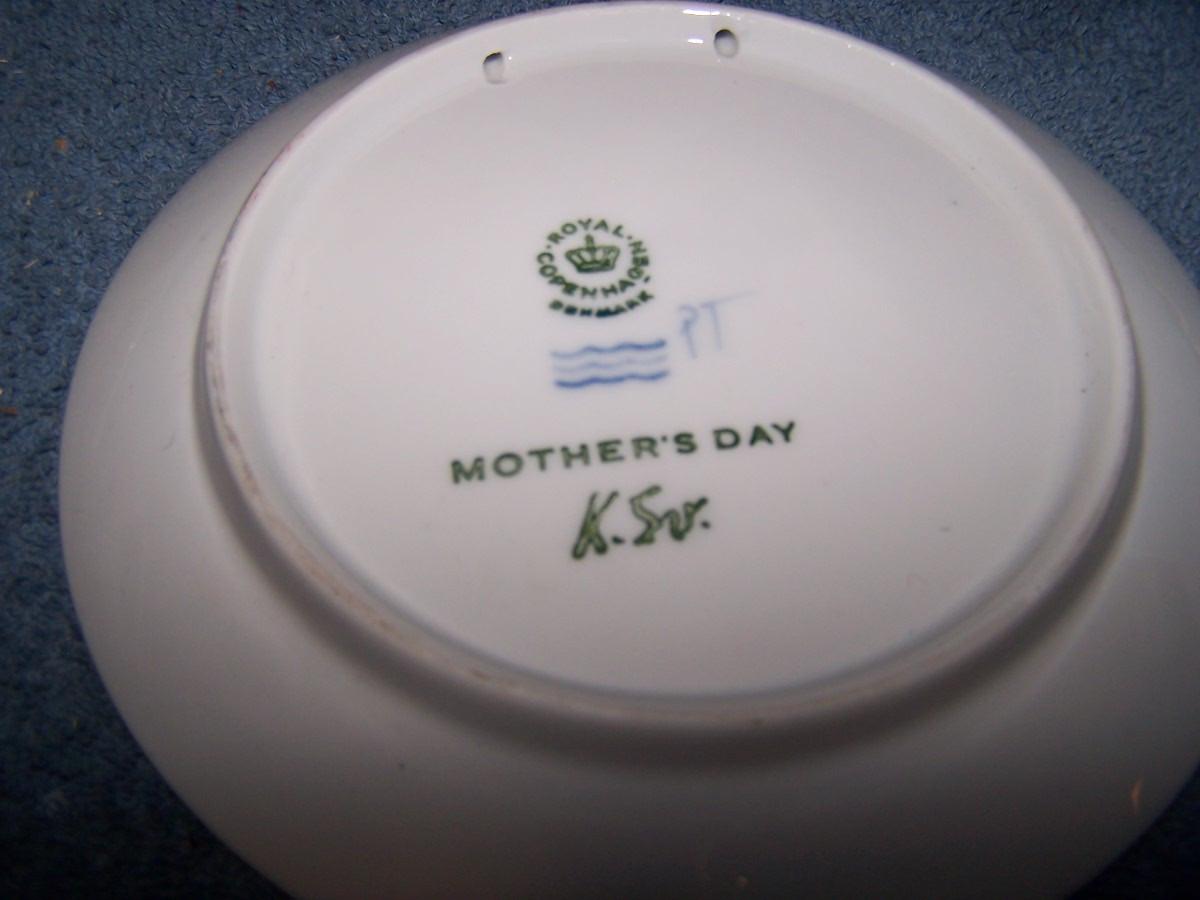 ROYAL
COPENHAGEN
DENMARK
PT
MOTHER'S DAY
K.Sv.